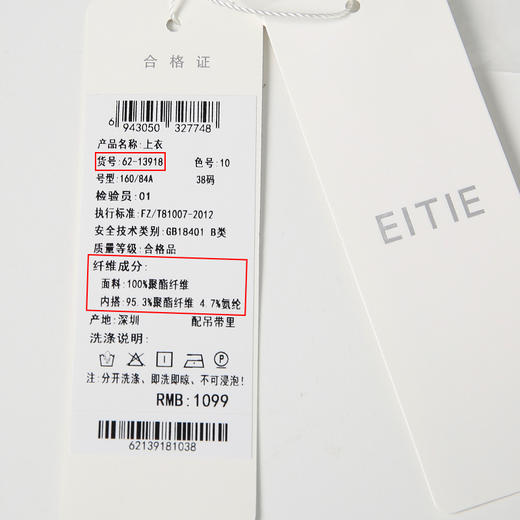 合格证
6 943050 327748
产品名称:上衣
货号:62-13918 色号:10
号型:160/84A 38码
检验员:01
执行标准:FZ/T81007-2012
安全技术类别:GB18401 B类
质量等级:合格品
纤维成分:
面料:100%聚酯纤维
内搭:95.3%聚酯纤维 4.7%氨纶
产地:深圳 配吊带里
洗涤说明:
注:分开洗涤、即洗即晾、不可浸泡!
RMB:1099
62139181038
EITIE